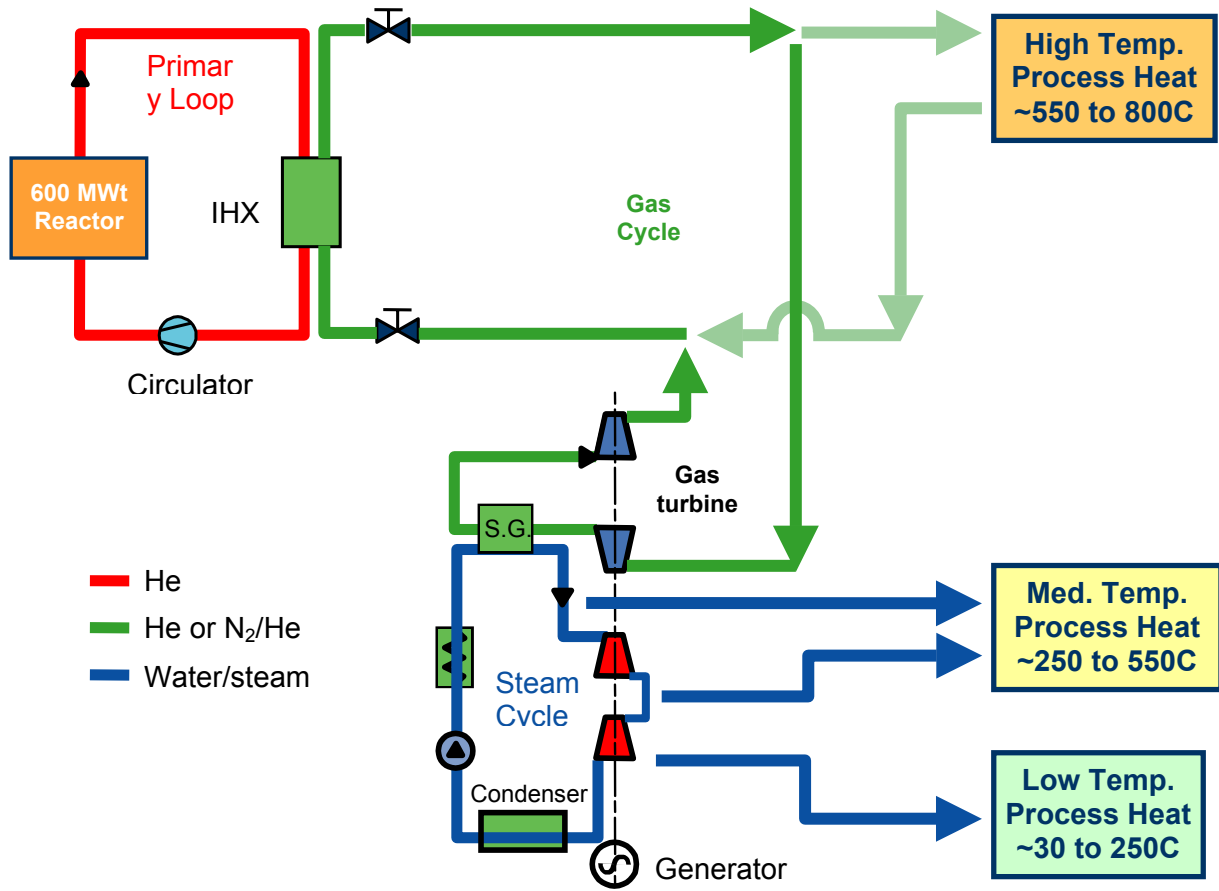 Primar
y Loop
600 MWt
Reactor
IHX
Circulator
Gas
Cycle
High Temp.
Process Heat
~550 to 800C
Gas
turbine
S.G.
He
He or N₂/He
Water/steam
Steam
Cvcle
Condenser
Generator
Med. Temp.
Process Heat
~250 to 550C
Low Temp.
Process Heat
~30 to 250C